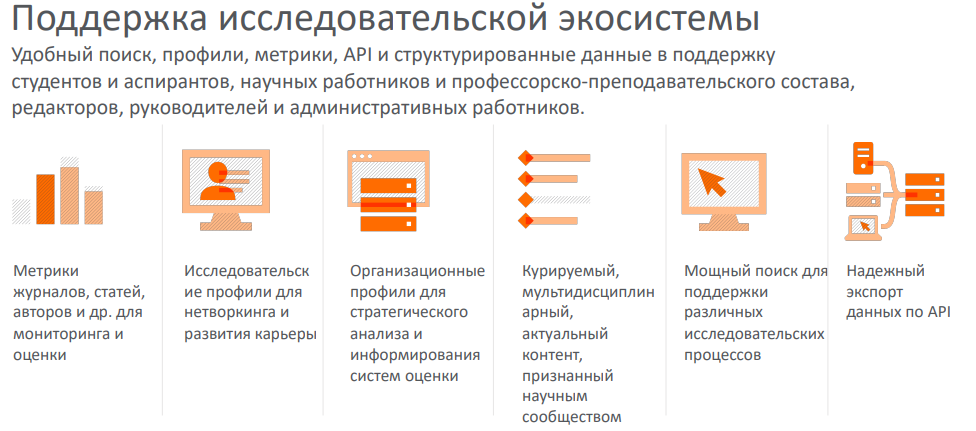 Поддержка исследовательской экосистемы
Удобный поиск, профили, метрики, API и структурированные данные в поддержку
студентов и аспирантов, научных работников и профессорско-преподавательского состава,
редакторов, руководителей и административных работников.
Метрики
журналов, статей,
авторов и др. для
мониторинга и
оценки
Исследовательск
ие профили для
нетворкинга и
развития карьеры
Организационные
профили для
стратегического
анализа и
информирования
систем оценки
Курируемый,
мультидисциплин
арный,
актуальный
контент,
признанный
научным
сообществом
Мощный поиск для
поддержки
различных
исследовательских
процессов
Надежный
экспорт
данных по API